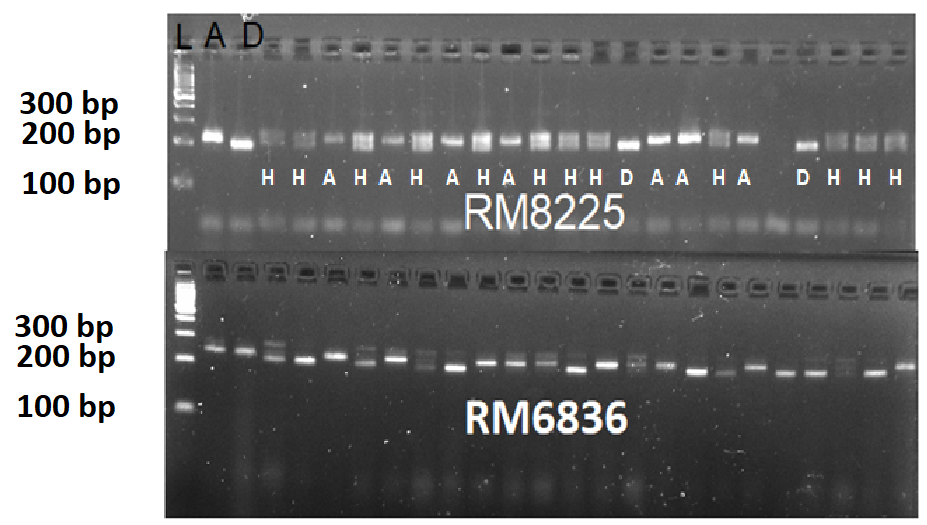 L A D
300 bp
200 bp
100 bp
H H A H A H A H A H H H D A A H A D H H H
RM8225
300 bp
200 bp
100 bp
RM6836